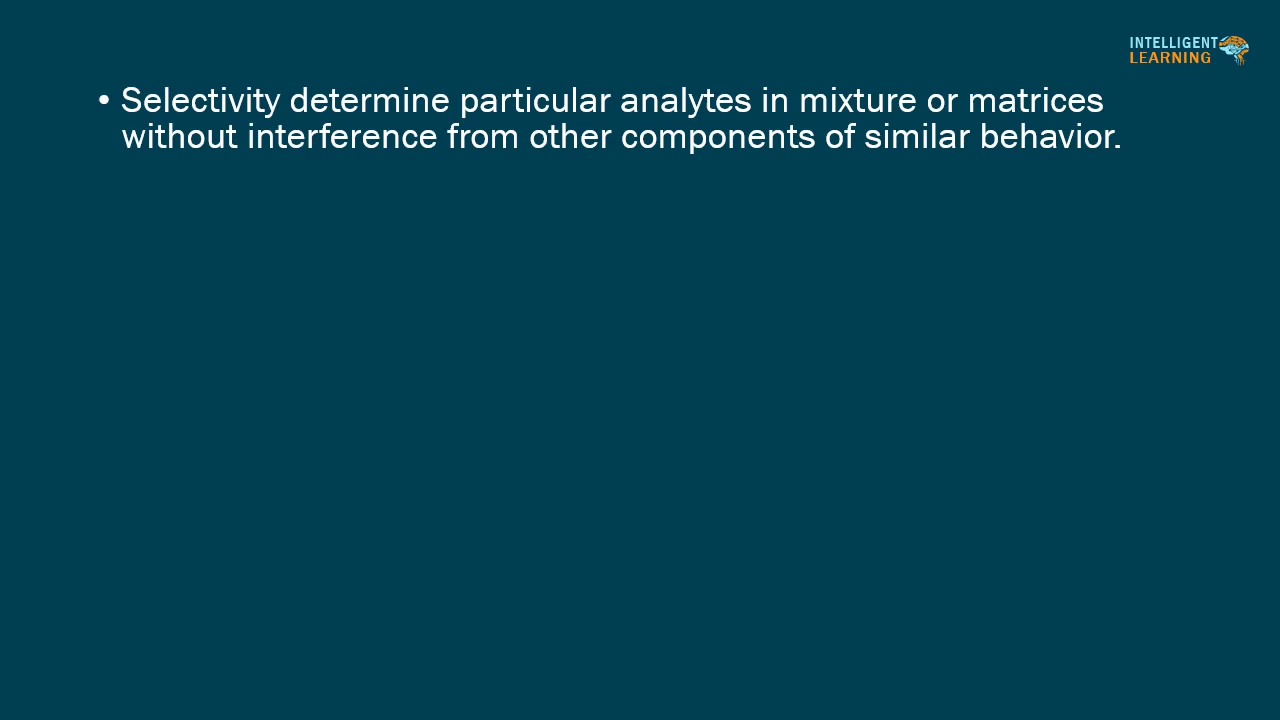 INTELLIGENT
LEARNING
• Selectivity determine particular analytes in mixture or matrices
without interference from other components of similar behavior.